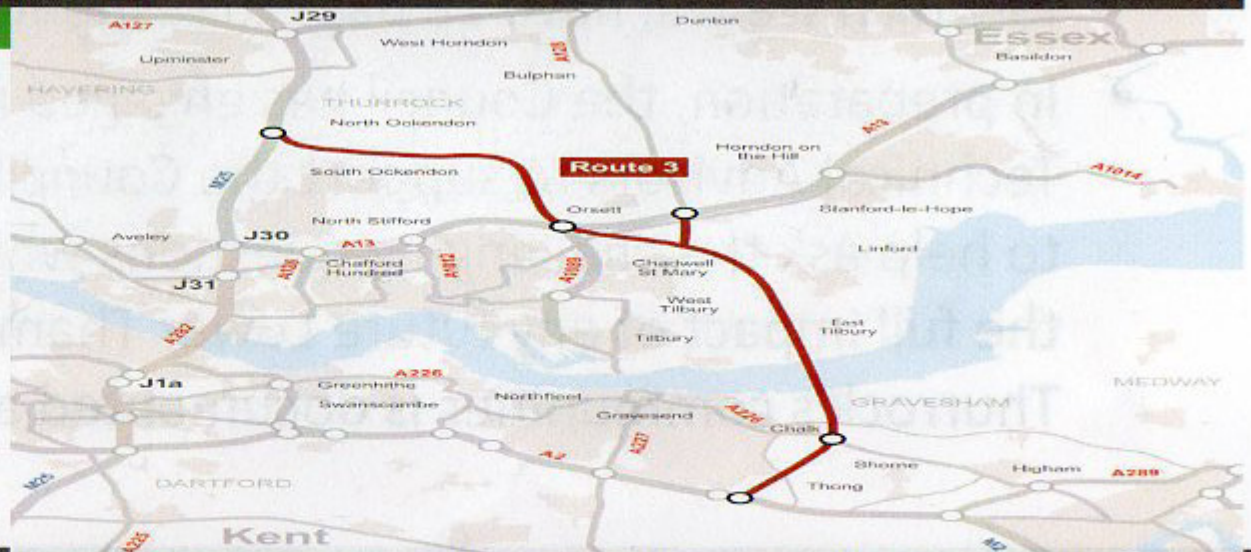 A127
J29
Dunton
Essex
West Horndon
A128
Upminster
Basildon
Bulphan
HAVERING
THURROCK
North Ockendon
A13
Horndon on
the Hill
Route 3
M25
South Ockendon
A1014
Orsett
Stanford-le-Hope
North Stifford
Aveley
J30
A13
Linford
Chafford
Hundred
A126
A1012
A1089
Chadwell
St Mary
J31
West
Tilbury
East
Tilbury
A282
Tilbury
A226
J1a
Greenhithe
MEDWAY
Swanscombe
Northfleet
GRAVESHAM
Gravesend
A226
Chalk
A227
A2
Shorne
Higham
A289
M25
DARTFORD
Thong
Kent
A225
M2